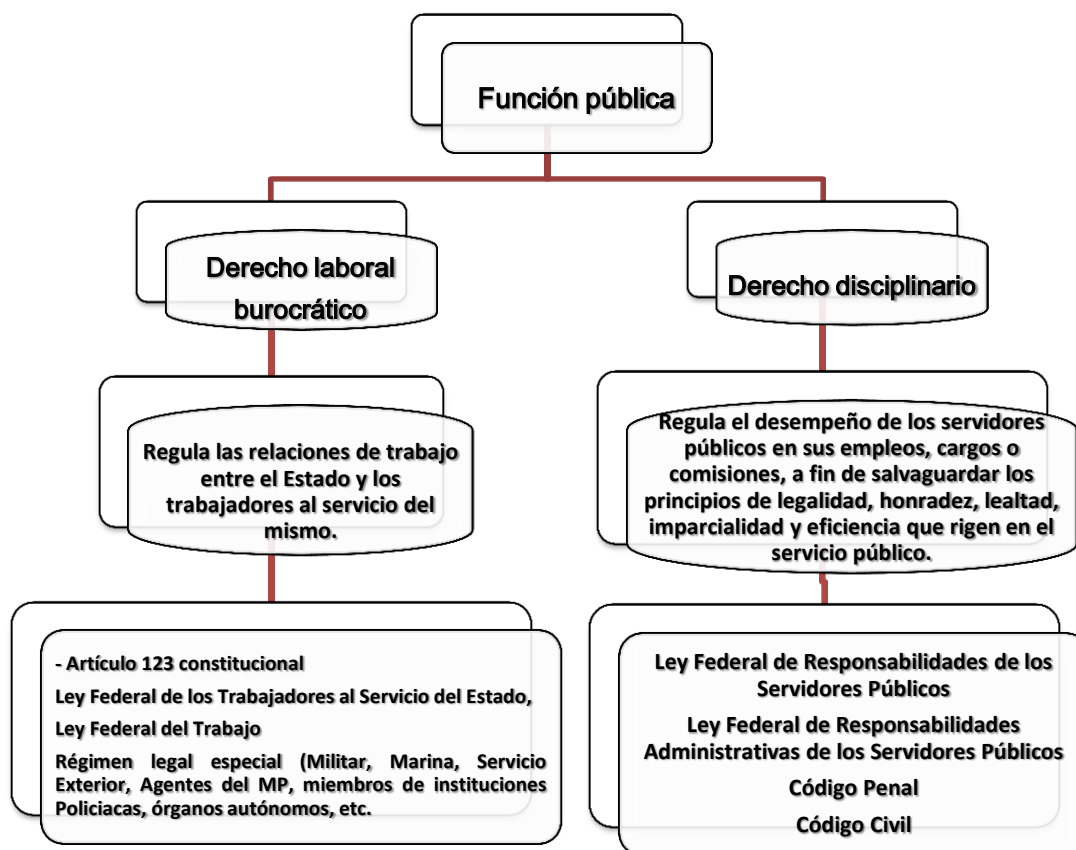 Función pública
Derecho laboral
burocrático
Regula las relaciones de trabajo
entre el Estado y los
trabajadores al servicio del
mismo.
- Artículo 123 constitucional
Ley Federal de los Trabajadores al Servicio del Estado,
Ley Federal del Trabajo
Régimen legal especial (Militar, Marina, Servicio
Exterior, Agentes del MP, miembros de instituciones
Policiacas, órganos autónomos, etc.
Derecho disciplinario
Regula el desempeño de los servidores
públicos en sus empleos, cargos o
comisiones, a fin de salvaguardar los
principios de legalidad, honradez, lealtad,
imparcialidad y eficiencia que rigen en el
servicio público.
Ley Federal de Responsabilidades de los
Servidores Públicos
Ley Federal de Responsabilidades
Administrativas de los Servidores Públicos
Código Penal
Código Civil